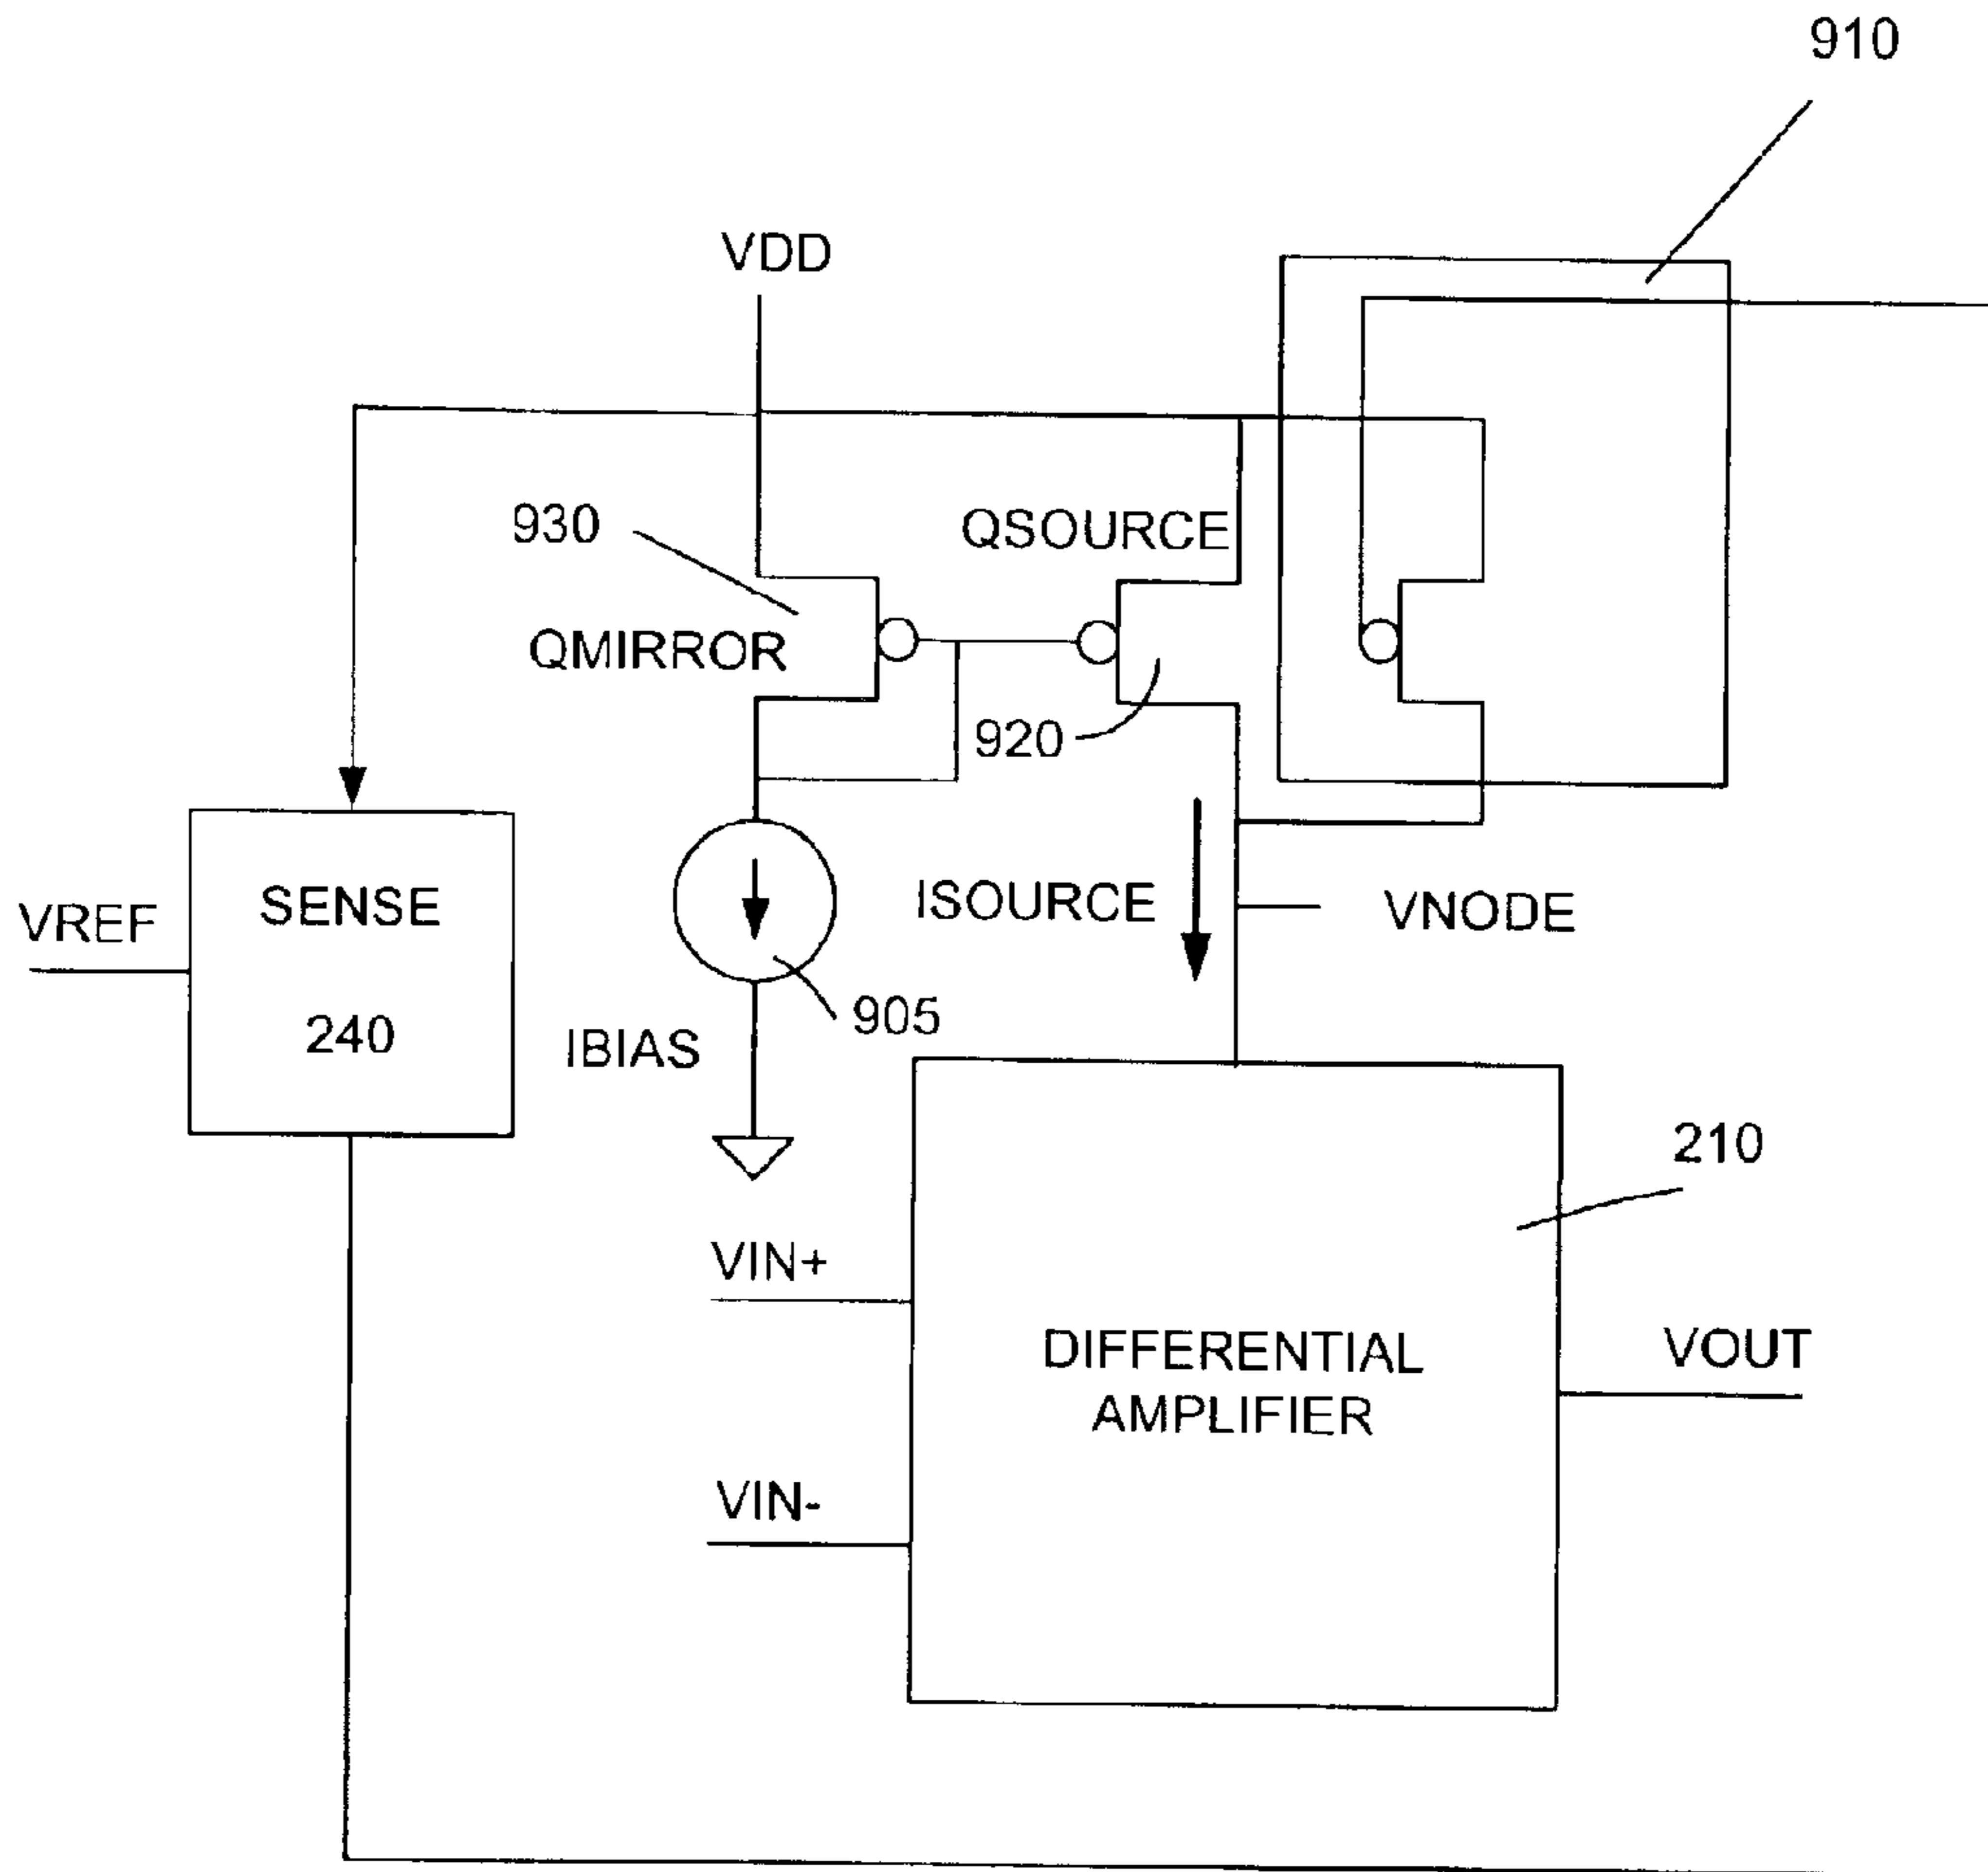 910
VDD
930
QSOURCE
QMIRROR
920
SENSE
VREF
ISOURCE
VNODE
240
905
IBIAS
210
VIN+
DIFFERENTIAL
AMPLIFIER
VOUT
VIN-